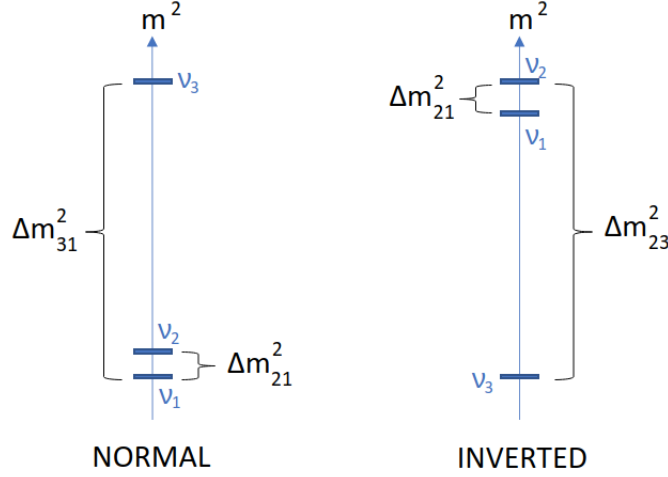 m²
ν₃
Δm²₃₁
ν₂
Δm²₂₁
ν₁
NORMAL
m²
ν₂
Δm²₂₁
ν₁
Δm²₂₃
ν₃
INVERTED